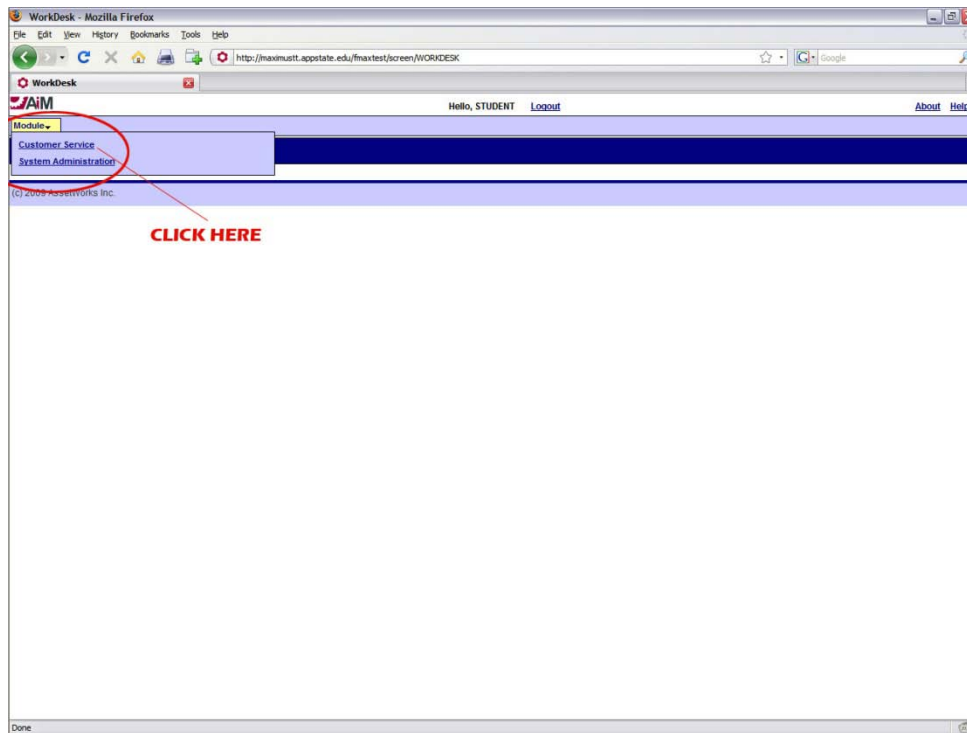 WorkDesk - Mozilla Firefox
File Edit View History Bookmarks Tools Help
http://maximustt.appstate.edu/fmaxtest/screen/WORKDESK
Google
WorkDesk
AiM Hello, STUDENT Logout About Help
Module
Customer Service
System Administration
(c) 2009 AssetWorks Inc.
CLICK HERE
Done